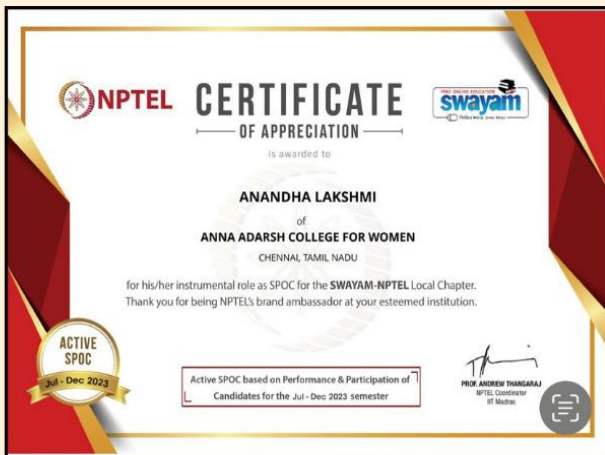 NPTEL
CERTIFICATE
OF APPRECIATION
FREE ONLINE EDUCATION
swayam
is awarded to
ANANDHA LAKSHMI
of
ANNA ADARSH COLLEGE FOR WOMEN
CHENNAI, TAMIL NADU
for his/her instrumental role as SPOC for the SWAYAM-NPTEL Local Chapter.
Thank you for being NPTEL's brand ambassador at your esteemed institution.
ACTIVE
SPOC
Jul - Dec 2023
Active SPOC based on Performance & Participation of
Candidates for the Jul - Dec 2023 semester
PROF. ANDREW THANGARAJ
NPTEL Coordinator
IIT Madras